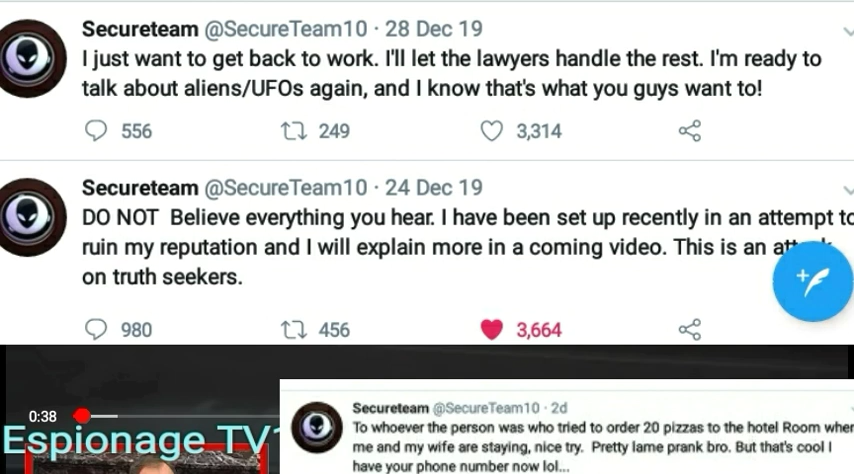 Secureteam @SecureTeam10 · 28 Dec 19
I just want to get back to work. I'll let the lawyers handle the rest. I'm ready to
talk about aliens/UFOs again, and I know that's what you guys want to!
556 249 3,314
Secureteam @SecureTeam10 · 24 Dec 19
DO NOT Believe everything you hear. I have been set up recently in an attempt to
ruin my reputation and I will explain more in a coming video. This is an
on truth seekers.
980 456 3,664
0:38
Espionage TV
Secureteam @SecureTeam10 · 2d
To whoever the person was who tried to order 20 pizzas to the hotel Room
me and my wife are staying, nice try. Pretty lame prank bro. But that's cool I
have your phone number now lol...